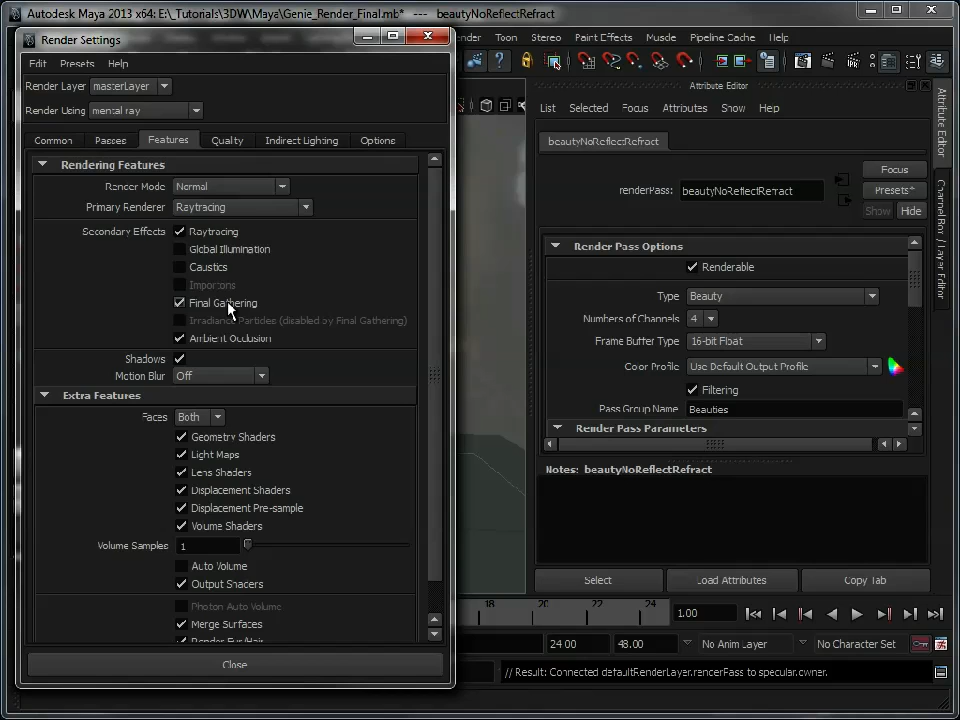 Autodesk Maya 2013 x64: E:\_Tutorials\3DW\Maya\Genie_Render_Final.mb* --- beautyNoReflectRefract
Render Settings
Toon Stereo Paint Effects Muscle Pipeline Cache Help
Edit Presets Help
Render Layer masterLayer
Render Using mental ray
Common Passes Features Quality Indirect Lighting Options
Rendering Features
Render Mode Normal
Primary Renderer Raytracing
Secondary Effects Raytracing
Global Illumination
Caustics
Importons
Final Gathering
Irradiance Particles (disabled by Final Gathering)
Ambient Occlusion
Shadows
Motion Blur Off
Extra Features
Faces Both
Geometry Shaders
Light Maps
Lens Shaders
Displacement Shaders
Displacement Pre-sample
Volume Shaders
Volume Samples 1
Auto Volume
Output Shaders
Photon Auto Volume
Merge Surfaces
Render Fur/Hair
Close
Attribute Editor
List Selected Focus Attributes Show Help
beautyNoReflectRefract
Focus
renderPass: beautyNoReflectRefract
Presets*
Show Hide
Render Pass Options
Renderable
Type Beauty
Numbers of Channels 4
Frame Buffer Type 16-bit Float
Color Profile Use Default Output Profile
Filtering
Pass Group Name Beauties
Render Pass Parameters
Notes: beautyNoReflectRefract
Select Load Attributes Copy Tab
Attribute Editor
Channel Box / Layer Editor
18 20 22 24 1.00
24.00 48.00 No Anim Layer No Character Set
// Result: Connected defaultRenderLayer.renderPass to specular.owner.